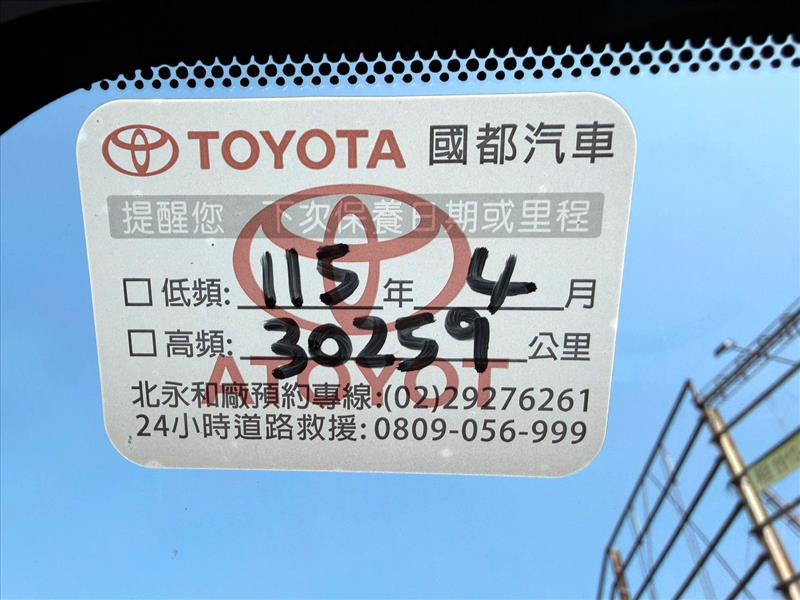 TOYOTA 國都汽車
提醒您 下次保養日期或里程
□ 低頻: 115 年 4 月
□ 高頻: 30259 公里
TOYOTA
北永和廠預約專線:(02)29276261
24小時道路救援: 0809-056-999